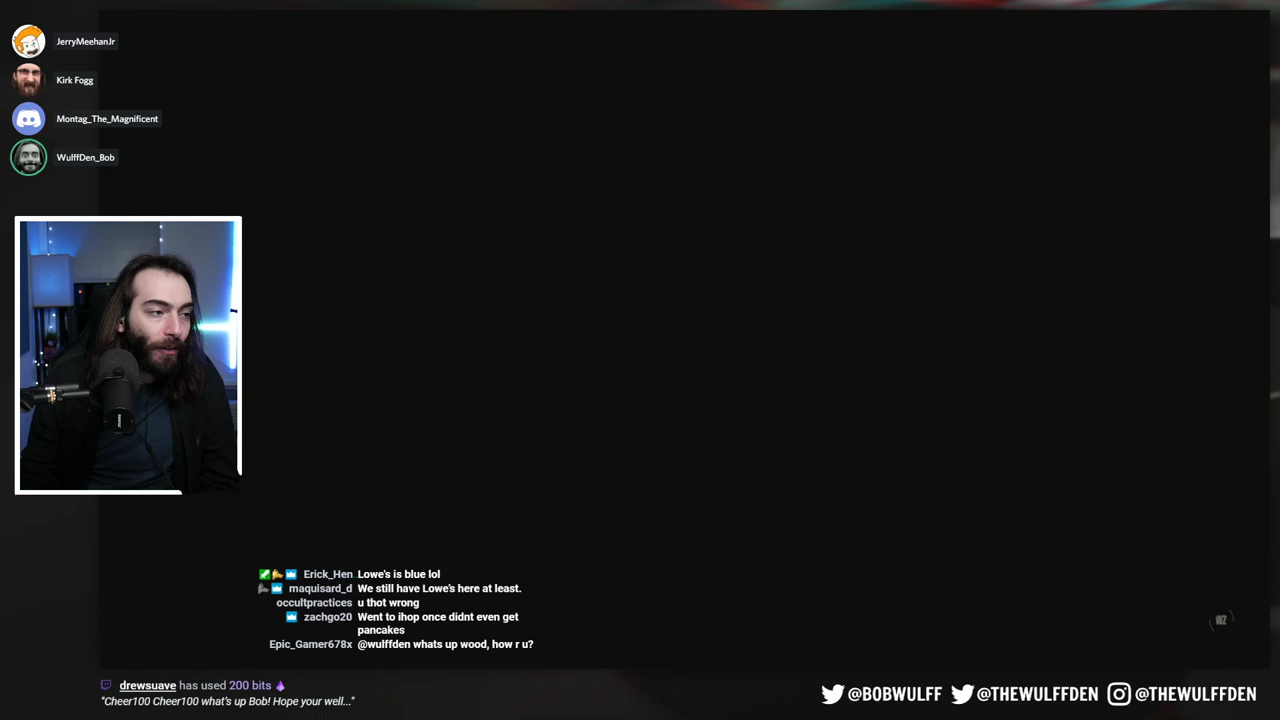 JerryMeehanJr
Kirk Fogg
Montag_The_Magnificent
WulffDen_Bob
Erick_Hen Lowe's is blue lol
maquisard_d We still have Lowe's here at least.
occultpractices u thot wrong
zachgo20 Went to ihop once didnt even get
pancakes
Epic_Gamer678x @wulffden whats up wood, how r u?
drewsuave has used 200 bits
"Cheer100 Cheer100 what's up Bob! Hope your well..."
@BOBWULFF @THEWULFFDEN @THEWULFFDEN